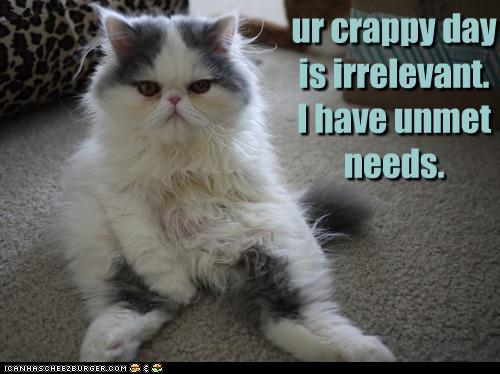 ur crappy day
is irrelevant.
I have unmet
needs.
ICANHASCHEEZBURGER.COM